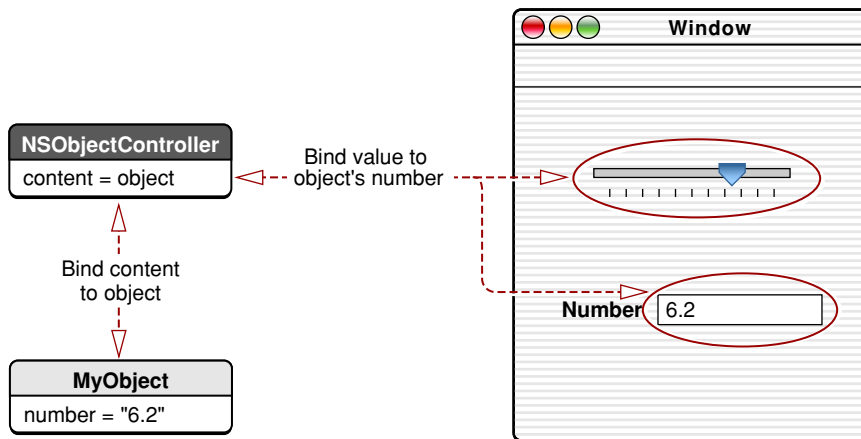 Window
NSObjectController
content = object
Bind value to
object's number
Bind content
to object
Number
6.2
MyObject
number = "6.2"